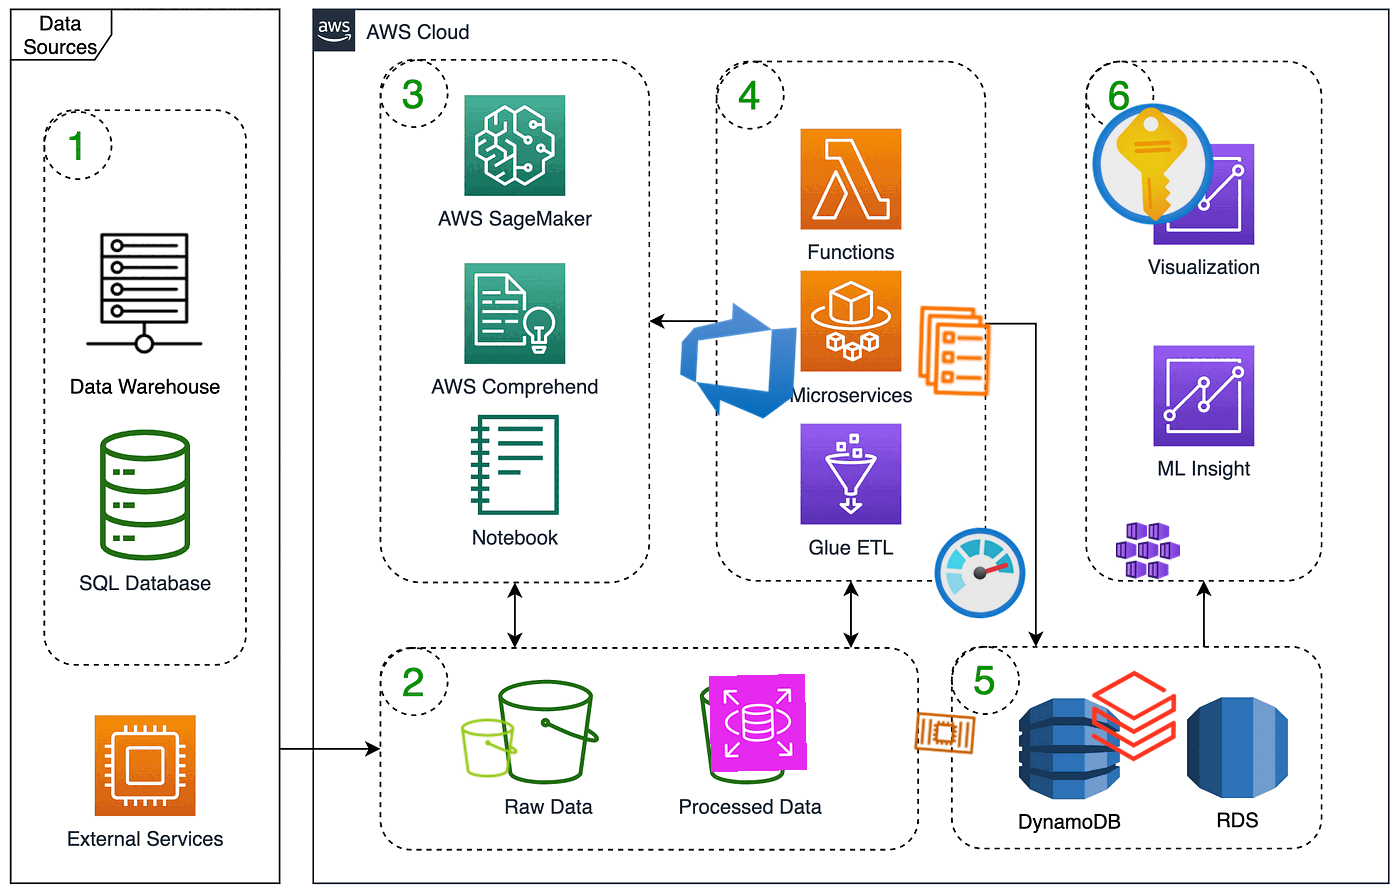 Data
Sources
aws
AWS Cloud
1
Data Warehouse
SQL Database
External Services
3
AWS SageMaker
AWS Comprehend
Notebook
4
Functions
Microservices
Glue ETL
6
Visualization
ML Insight
2
Raw Data
Processed Data
5
DynamoDB
RDS